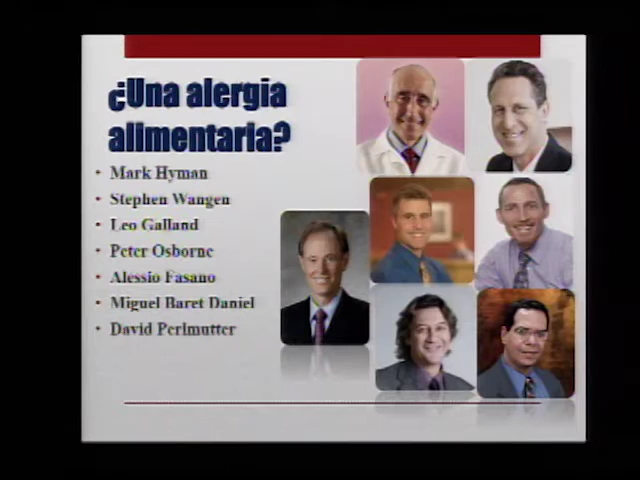 ¿Una alergia
alimentaria?
• Mark Hyman
• Stephen Wangen
• Leo Galland
• Peter Osborne
• Alessio Fasano
• Miguel Baret Daniel
• David Perlmutter